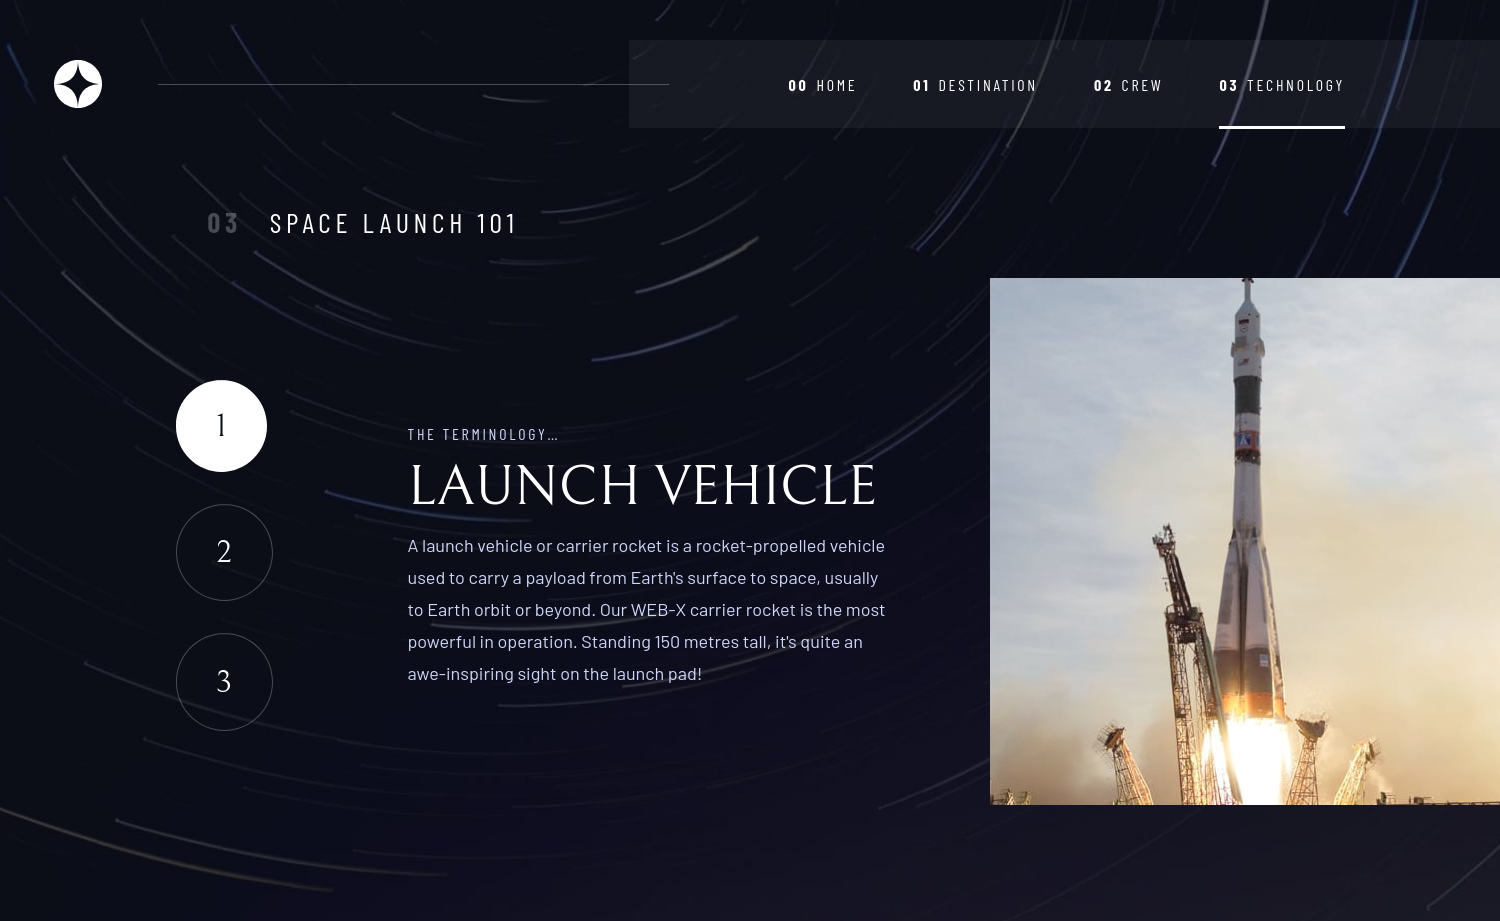 00 HOME 01 DESTINATION 02 CREW 03 TECHNOLOGY
03 SPACE LAUNCH 101
1
THE TERMINOLOGY…
LAUNCH VEHICLE
2
A launch vehicle or carrier rocket is a rocket-propelled vehicle
used to carry a payload from Earth's surface to space, usually
to Earth orbit or beyond. Our WEB-X carrier rocket is the most
powerful in operation. Standing 150 metres tall, it's quite an
awe-inspiring sight on the launch pad!
3